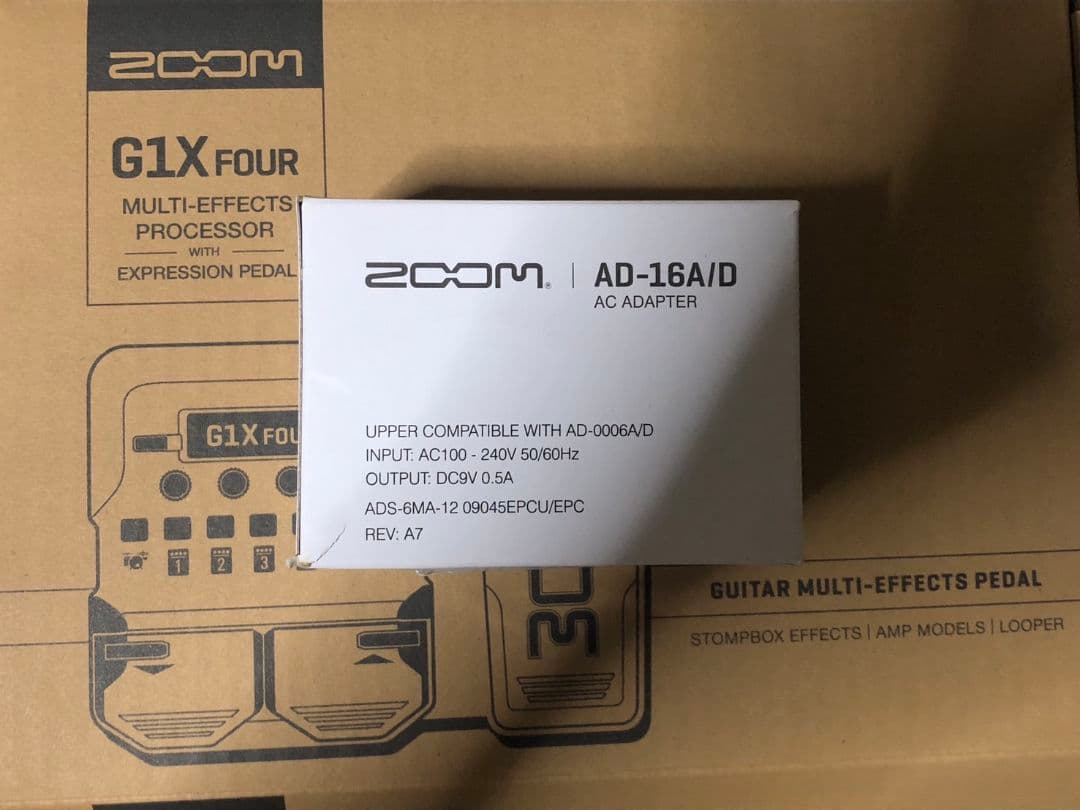 ZOOM
G1X FOUR
MULTI-EFFECTS
PROCESSOR
WITH
EXPRESSION PEDAL
ZOOM® | AD-16A/D
AC ADAPTER
UPPER COMPATIBLE WITH AD-0006A/D
INPUT: AC100 - 240V 50/60Hz
OUTPUT: DC9V 0.5A
ADS-6MA-12 09045EPCU/EPC
REV: A7
G1X FOU
1 2 3
GUITAR MULTI-EFFECTS PEDAL
STOMPBOX EFFECTS | AMP MODELS | LOOPER